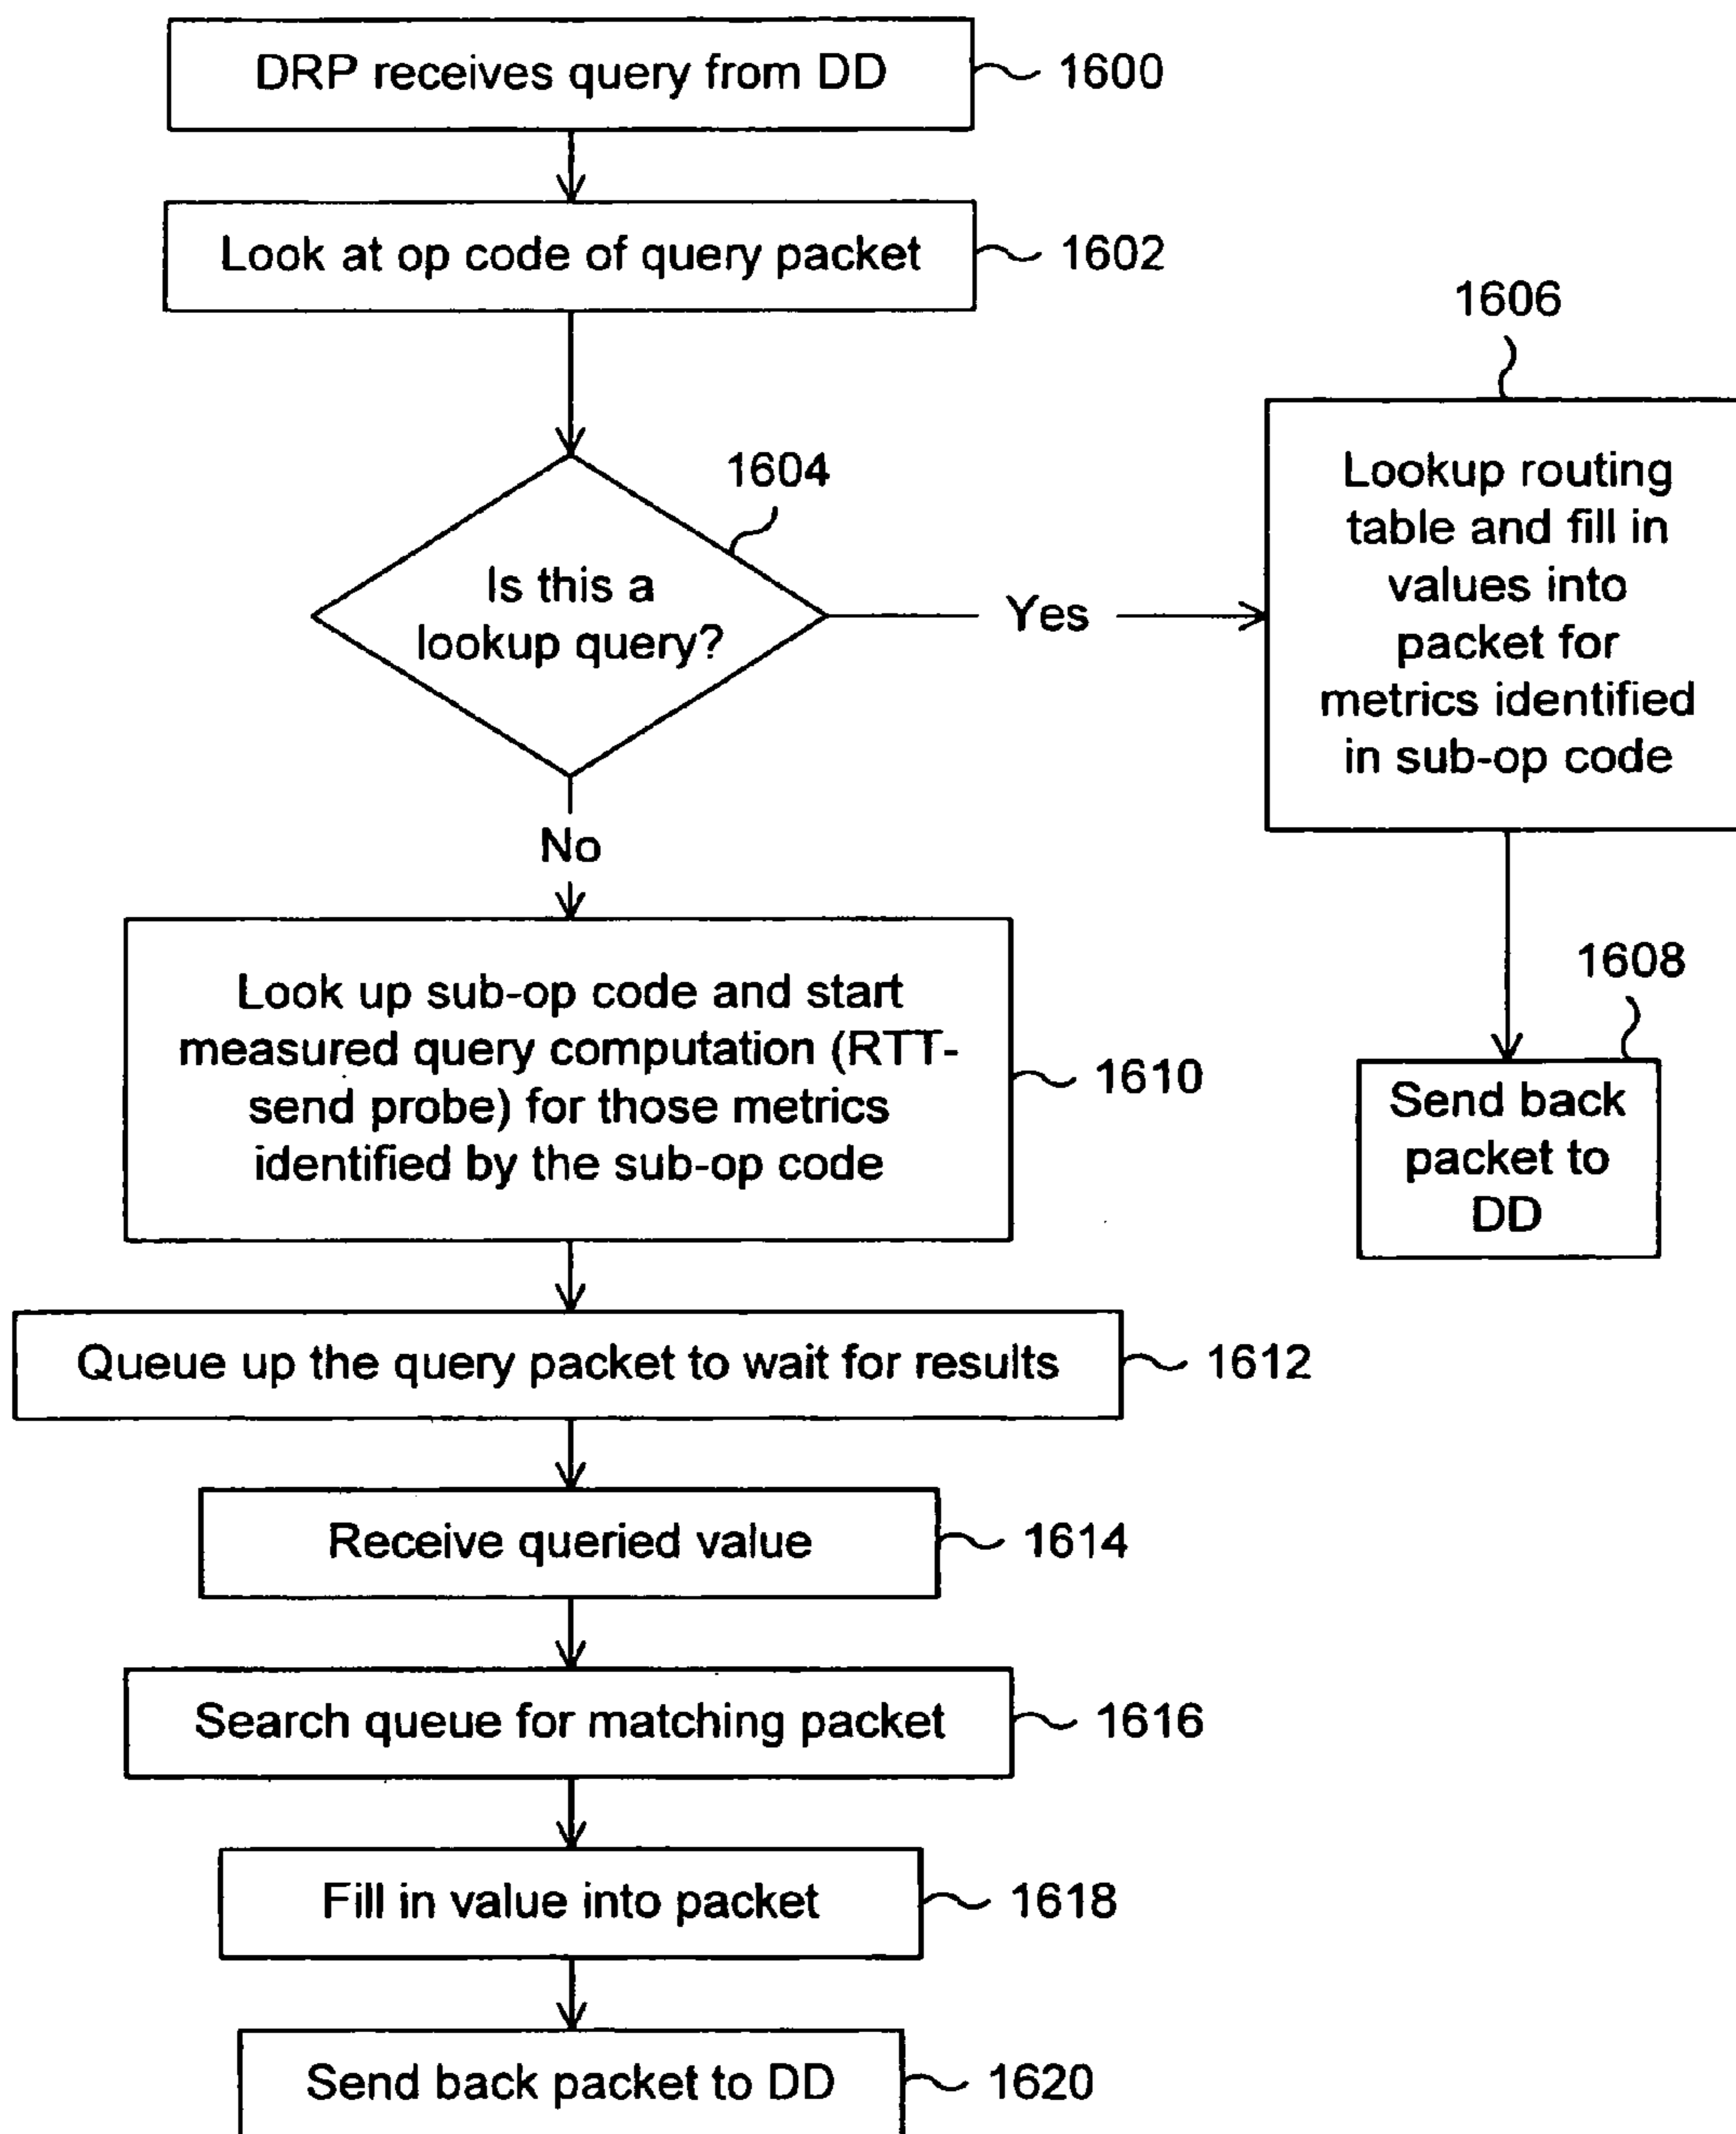 DRP receives query from DD
1600
Look at op code of query packet
1602
1604
Is this a
lookup query?
Yes
1606
Lookup routing
table and fill in
values into
packet for
metrics identified
in sub-op code
1608
Send back
packet to
DD
No
Look up sub-op code and start
measured query computation (RTT-
send probe) for those metrics
identified by the sub-op code
1610
Queue up the query packet to wait for results
1612
Receive queried value
1614
Search queue for matching packet
1616
Fill in value into packet
1618
Send back packet to DD
1620